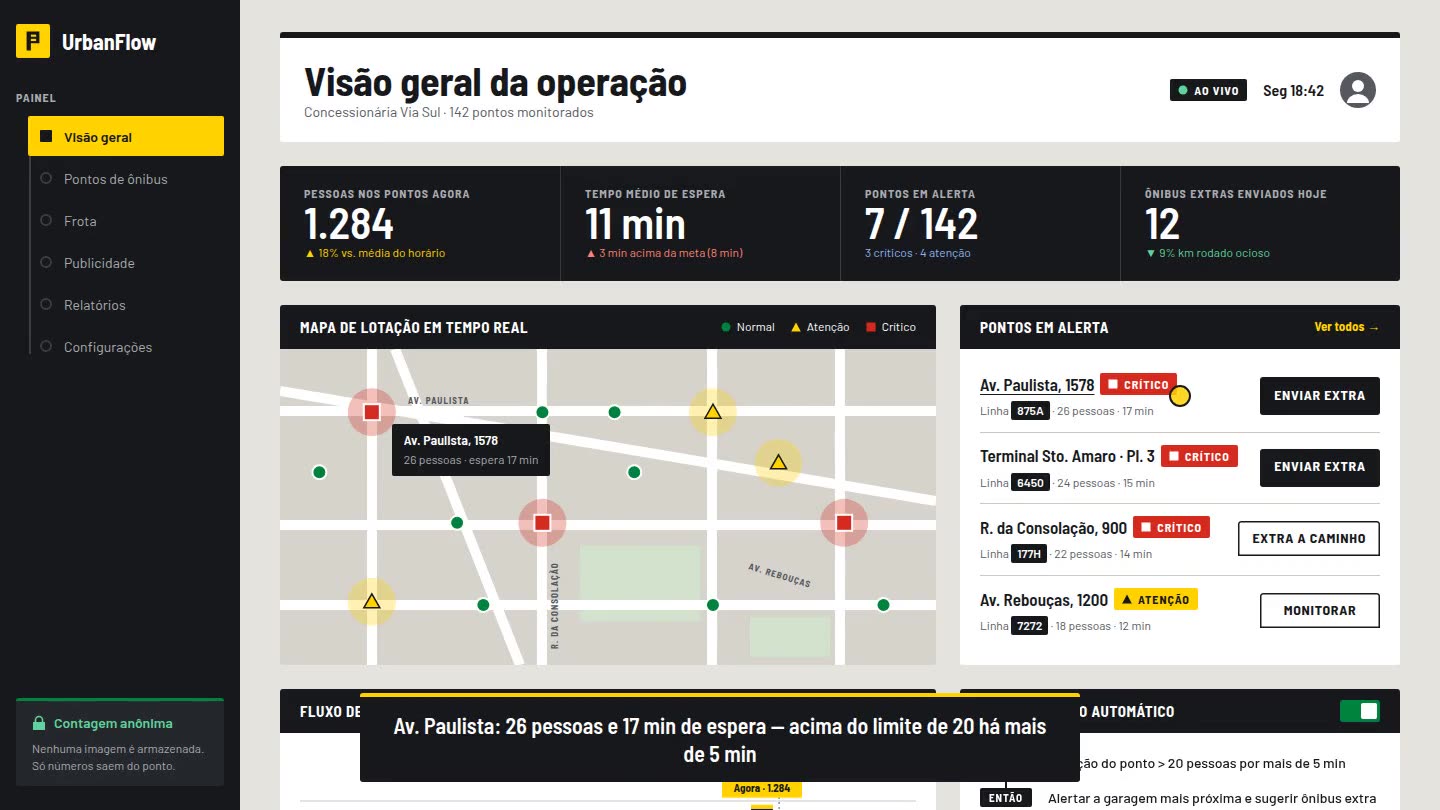 UrbanFlow
PAINEL
Visão geral
Pontos de ônibus
Frota
Publicidade
Relatórios
Configurações
Contagem anônima
Nenhuma imagem é armazenada.
Só números saem do ponto.
Visão geral da operação
Concessionária Via Sul · 142 pontos monitorados
AO VIVO
Seg 18:42
PESSOAS NOS PONTOS AGORA
1.284
▲ 18% vs. média do horário
TEMPO MÉDIO DE ESPERA
11 min
▲ 3 min acima da meta (8 min)
PONTOS EM ALERTA
7 / 142
3 críticos · 4 atenção
ÔNIBUS EXTRAS ENVIADOS HOJE
12
▼ 9% km rodado ocioso
MAPA DE LOTAÇÃO EM TEMPO REAL
Normal
Atenção
Crítico
AV. PAULISTA
Av. Paulista, 1578
26 pessoas · espera 17 min
R. DA CONSOLAÇÃO
AV. REBOUÇAS
PONTOS EM ALERTA
Ver todos →
Av. Paulista, 1578 CRÍTICO
Linha 875A · 26 pessoas · 17 min
ENVIAR EXTRA
Terminal Sto. Amaro · Pl. 3 CRÍTICO
Linha 6450 · 24 pessoas · 15 min
ENVIAR EXTRA
R. da Consolação, 900 CRÍTICO
Linha 177H · 22 pessoas · 14 min
EXTRA A CAMINHO
Av. Rebouças, 1200 ATENÇÃO
Linha 7272 · 18 pessoas · 12 min
MONITORAR
FLUXO DE
Av. Paulista: 26 pessoas e 17 min de espera — acima do limite de 20 há mais
de 5 min
Agora · 1.284
O AUTOMÁTICO
ção do ponto > 20 pessoas por mais de 5 min
ENTÃO
Alertar a garagem mais próxima e sugerir ônibus extra